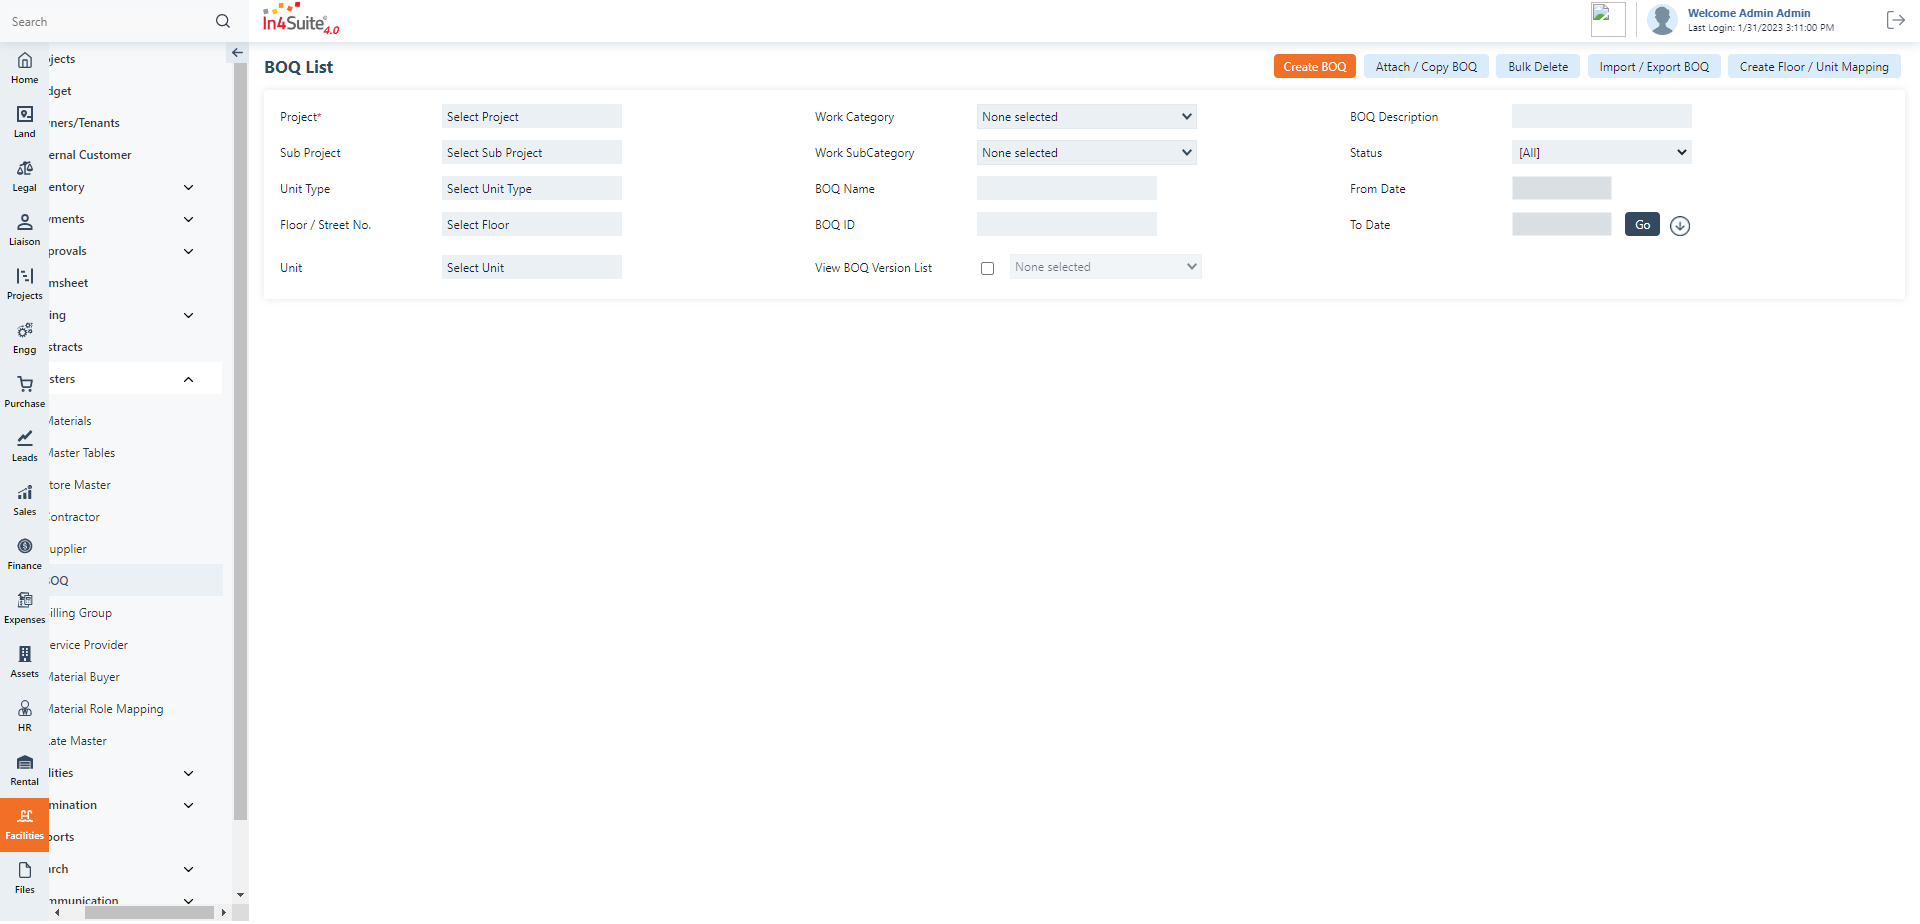 Search
In4Suite® 4.0
Welcome Admin Admin
Last Login: 1/31/2023 3:11:00 PM
Home
Land
Legal
Liaison
Projects
Engg
Purchase
Leads
Sales
Finance
Expenses
Assets
HR
Rental
Facilities
Files
jects
dget
ners/Tenants
ernal Customer
entory
ments
provals
msheet
ing
stracts
sters
Materials
Master Tables
tore Master
Contractor
upplier
BOQ
illing Group
ervice Provider
Material Buyer
Material Role Mapping
ate Master
lities
mination
ports
rch
mmunication
BOQ List
Create BOQ
Attach / Copy BOQ
Bulk Delete
Import / Export BOQ
Create Floor / Unit Mapping
Project* Select Project
Work Category None selected
BOQ Description
Sub Project Select Sub Project
Work SubCategory None selected
Status [All]
Unit Type Select Unit Type
BOQ Name
From Date
Floor / Street No. Select Floor
BOQ ID
To Date Go
Unit Select Unit
View BOQ Version List None selected